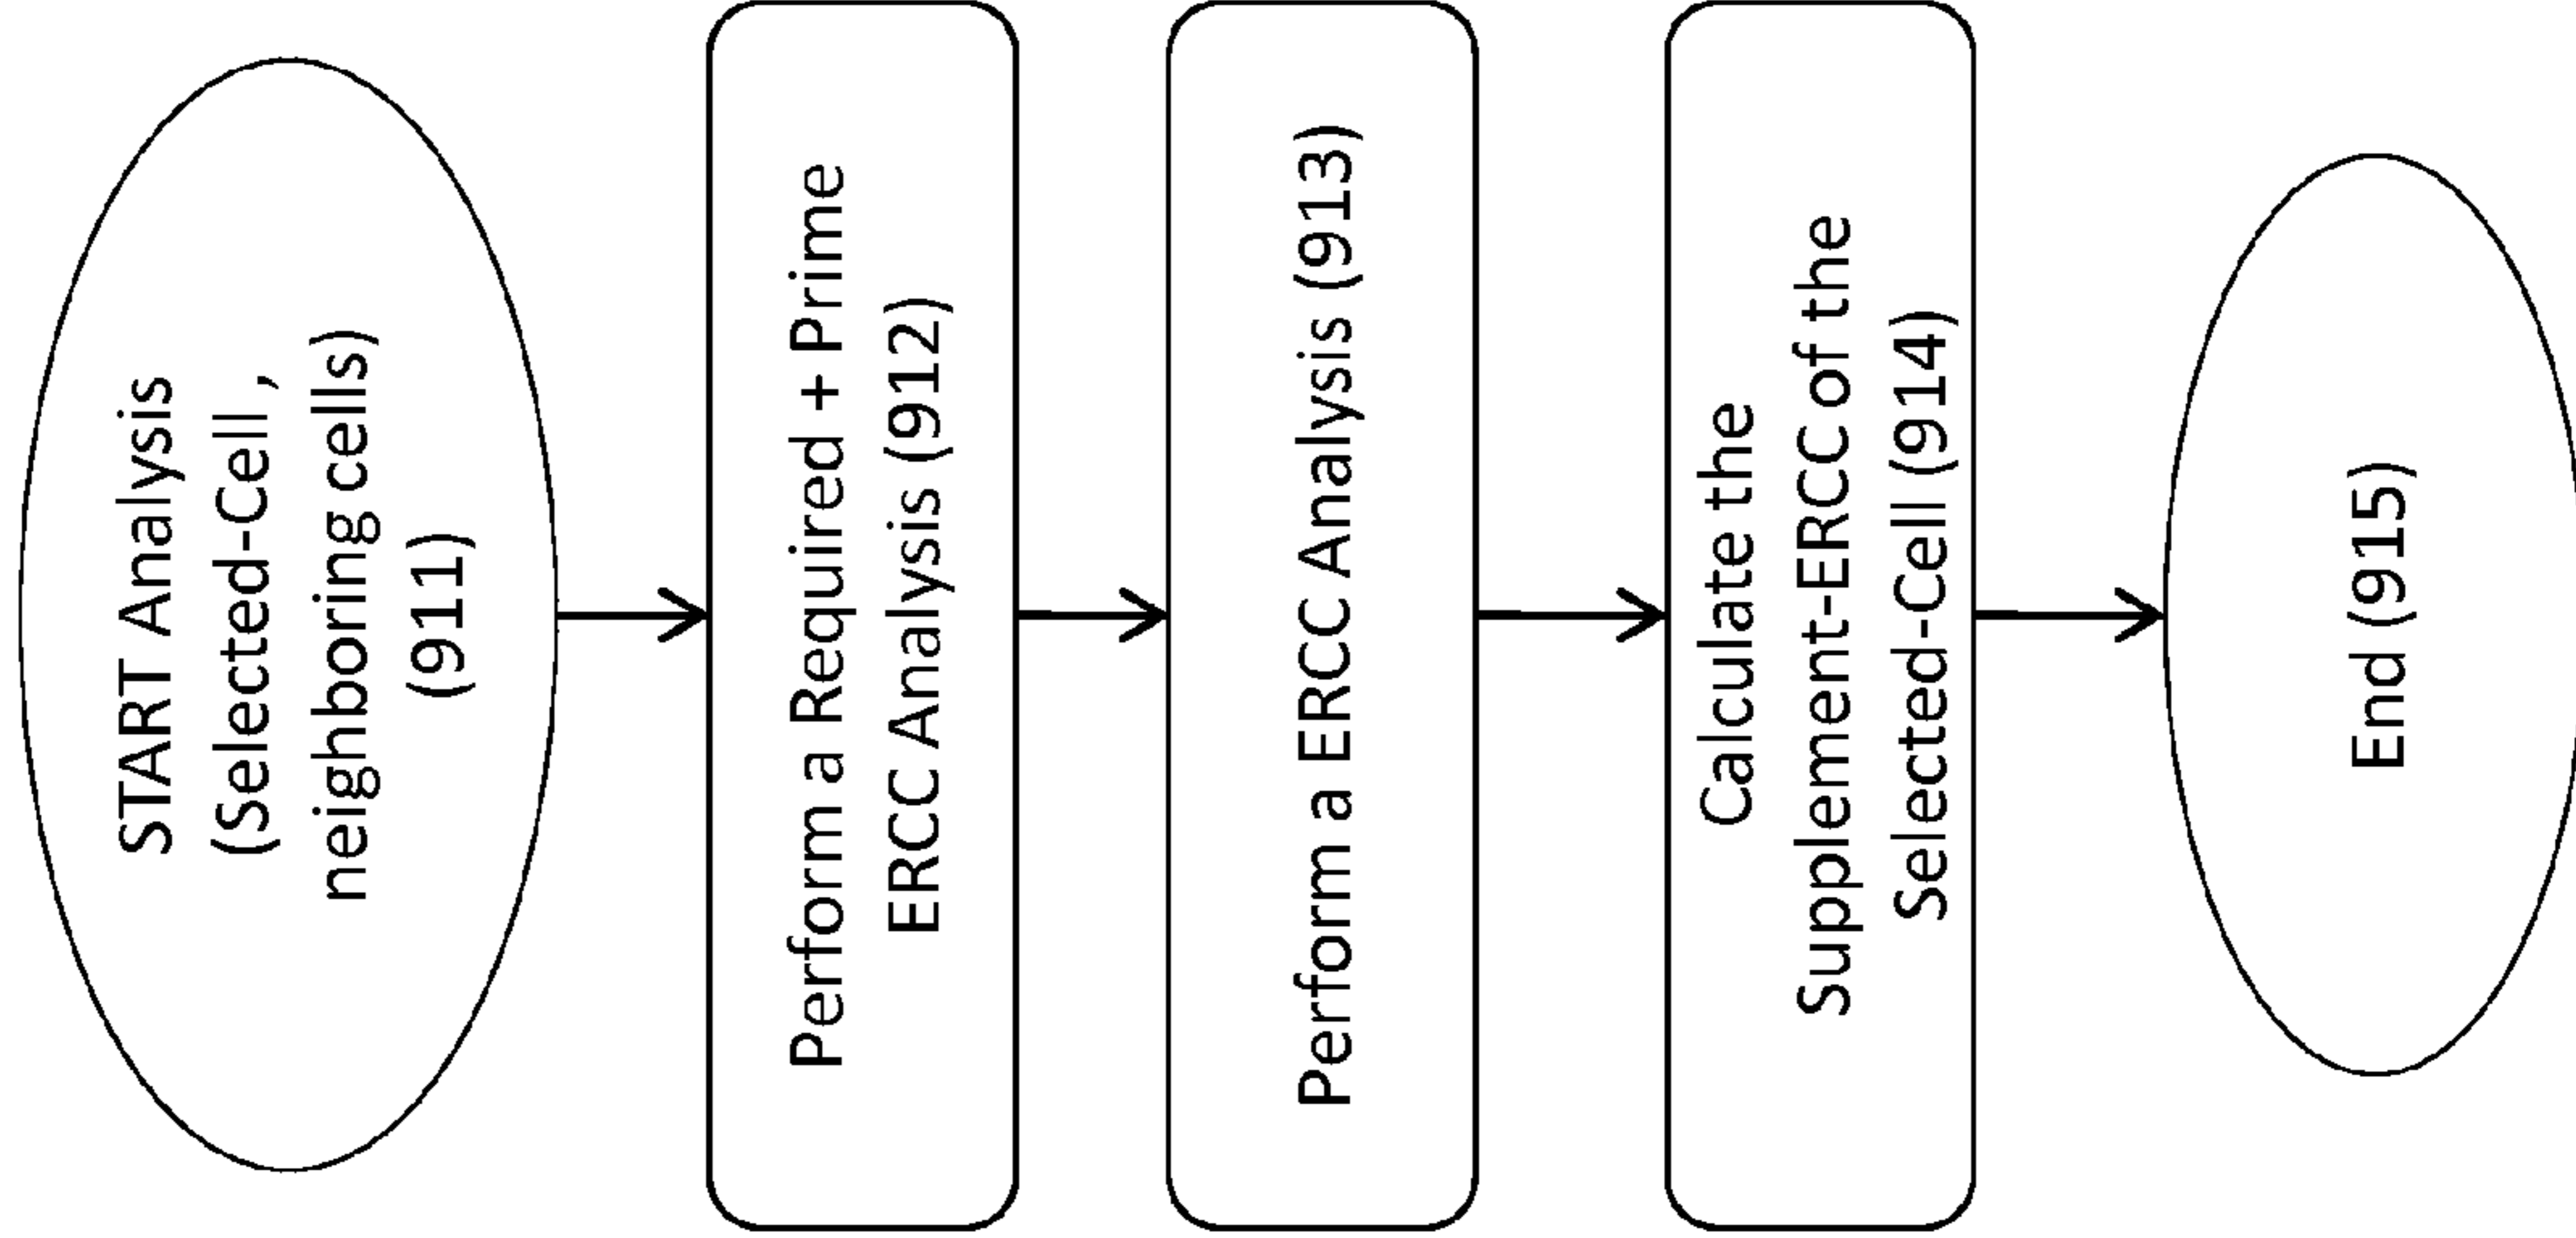 START Analysis
(Selected-Cell ,
neighboring cells)
(911)
Perform a Required + Prime
ERCC Analysis (912)
Perform a ERCC Analysis (913)
Calculate the
Supplement-ERCC of the
Selected-Cell (914)
End (915)